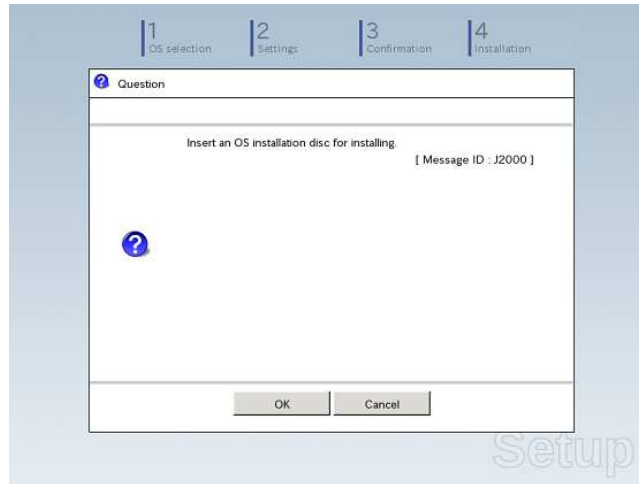 1 2 3 4
OS selection Settings Confirmation Installation
Question
Insert an OS installation disc for installing.
[ Message ID : J2000 ]
OK Cancel
Setup